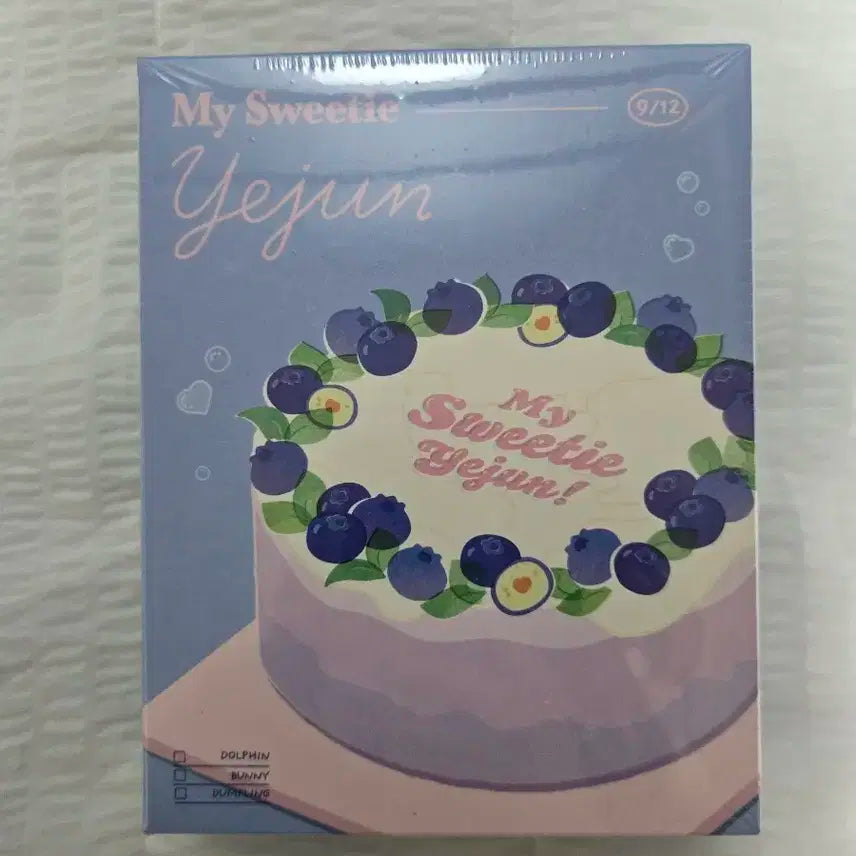 My Sweetie
9/12
Yejun
My
Sweetie
Yejun!
DOLPHIN
BUNNY
DUMPLING